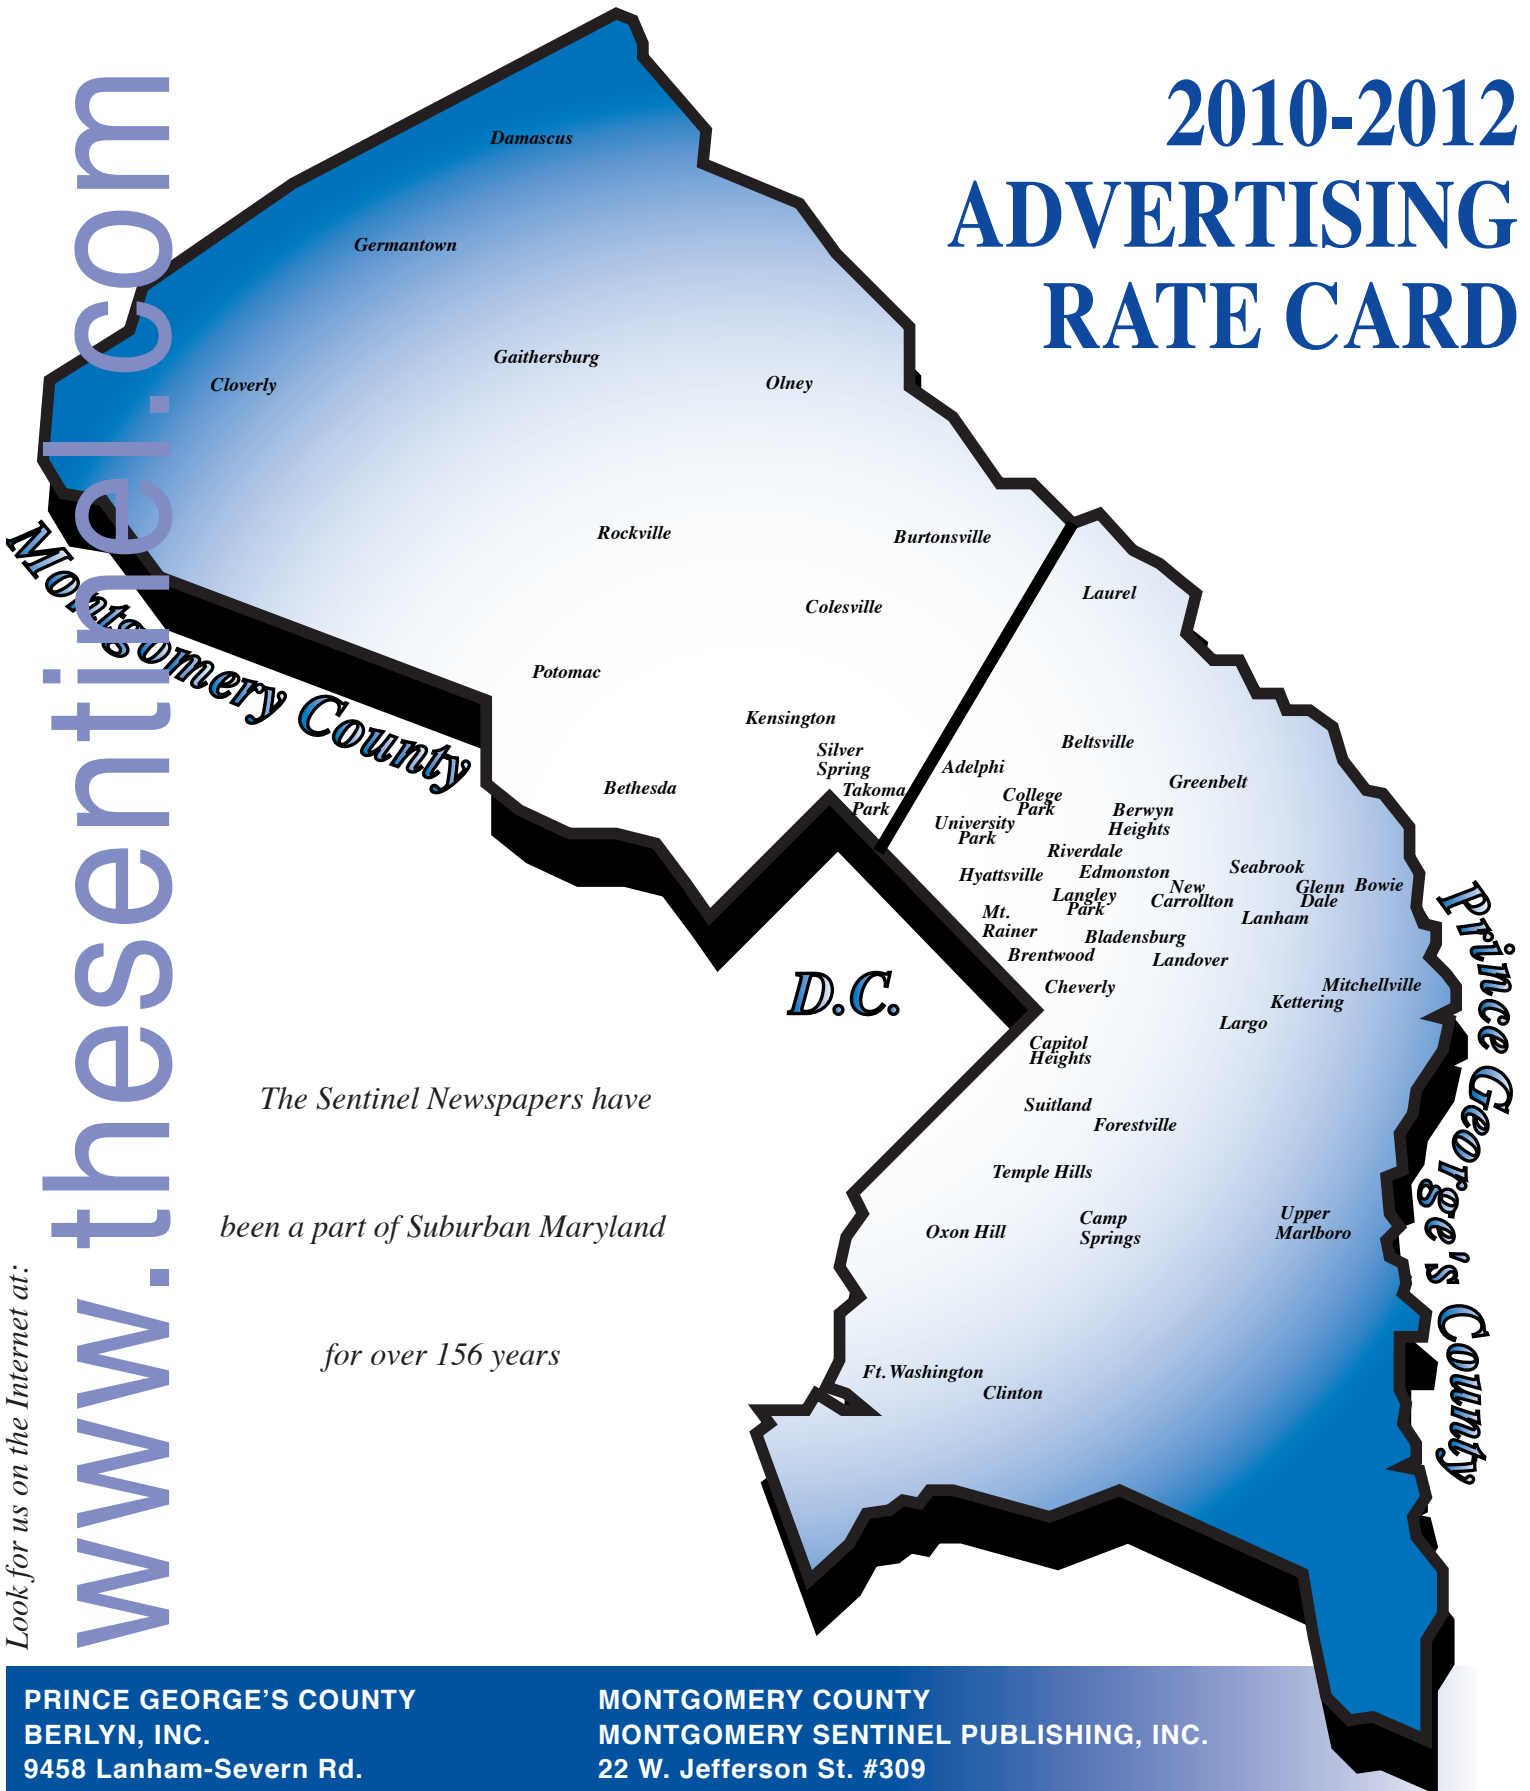 2010-2012
ADVERTISING
RATE CARD
www.thesentinel.com
Look for us on the Internet at:
Montgomery County
Damascus
Germantown
Gaithersburg
Cloverly
Olney
Rockville
Burtonsville
Colesville
Potomac
Kensington
Silver
Spring
Takoma
Park
Bethesda
Laurel
Beltsville
Adelphi
Greenbelt
College
Park
Berwyn
Heights
University
Park
Riverdale
Hyattsville
Edmonston
Seabrook
New
Carrollton
Glenn
Dale
Bowie
Langley
Park
Lanham
Mt.
Rainer
Bladensburg
Brentwood
Landover
Cheverly
Mitchellville
Kettering
Largo
Capitol
Heights
Suitland
Forestville
Temple Hills
Oxon Hill
Camp
Springs
Upper
Marlboro
Ft. Washington
Clinton
Prince George's County
D.C.
The Sentinel Newspapers have
been a part of Suburban Maryland
for over 156 years
PRINCE GEORGE’S COUNTY
BERLYN, INC.
9458 Lanham-Severn Rd.
MONTGOMERY COUNTY
MONTGOMERY SENTINEL PUBLISHING, INC.
22 W. Jefferson St. #309